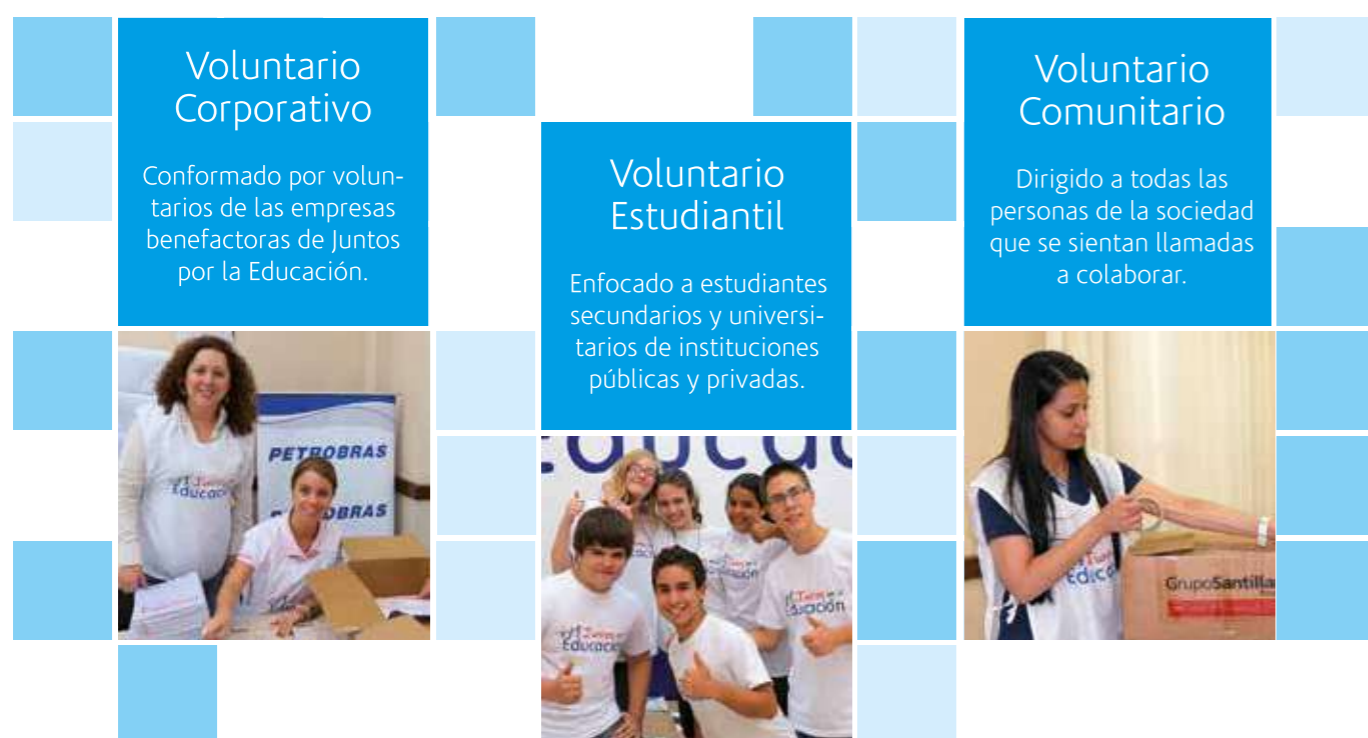 Voluntario
Corporativo
Conformado por volun-
tarios de las empresas
benefactoras de Juntos
por la Educación.
Voluntario
Estudiantil
Enfocado a estudiantes
secundarios y universi-
tarios de instituciones
públicas y privadas.
Voluntario
Comunitario
Dirigido a todas las
personas de la sociedad
que se sientan llamadas
a colaborar.
PETROBRAS
Educación
GrupoSantilla